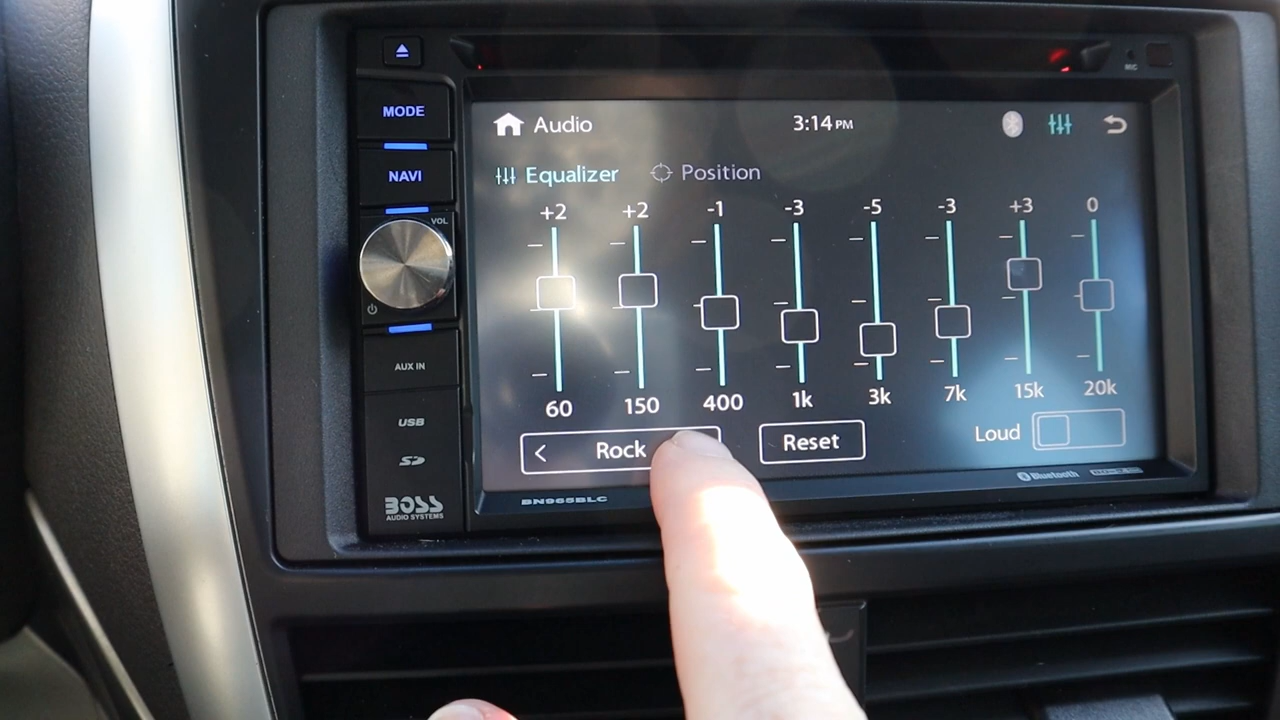 MODE
NAVI
VOL
AUX IN
USB
BOSS
AUDIO SYSTEMS
MIC
Audio 3:14 PM
Equalizer Position
+2 +2 -1 -3 -5 -3 +3 0
60 150 400 1k 3k 7k 15k 20k
< Rock Reset Loud
BN965BLC
Bluetooth